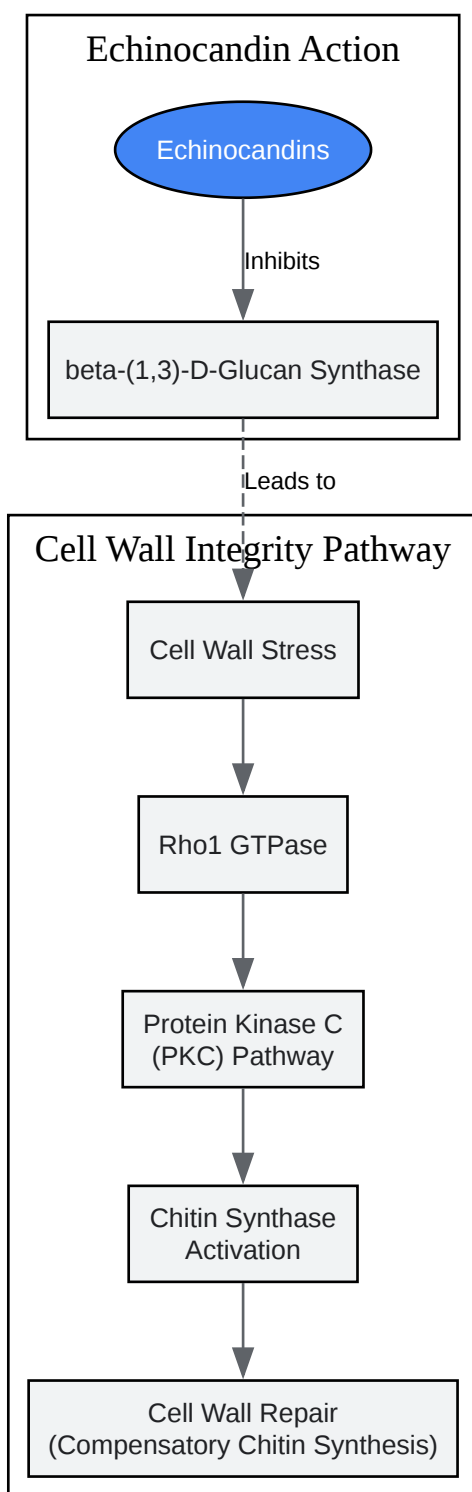 Echinocandin Action
Echinocandins
Inhibits
beta-(1,3)-D-Glucan Synthase
Leads to
Cell Wall Integrity Pathway
Cell Wall Stress
Rho1 GTPase
Protein Kinase C
(PKC) Pathway
Chitin Synthase
Activation
Cell Wall Repair
(Compensatory Chitin Synthesis)